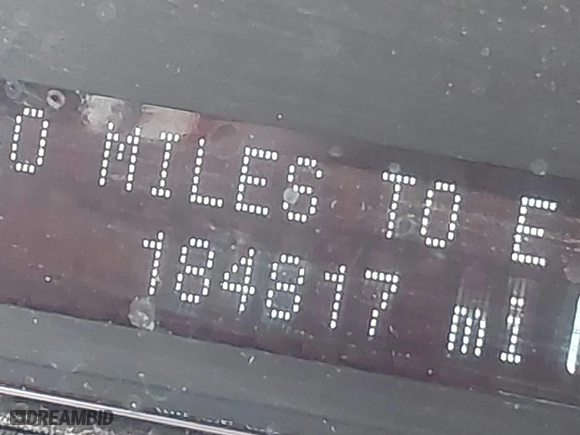 0 MILES TO E
184817 mi
DREAMBID